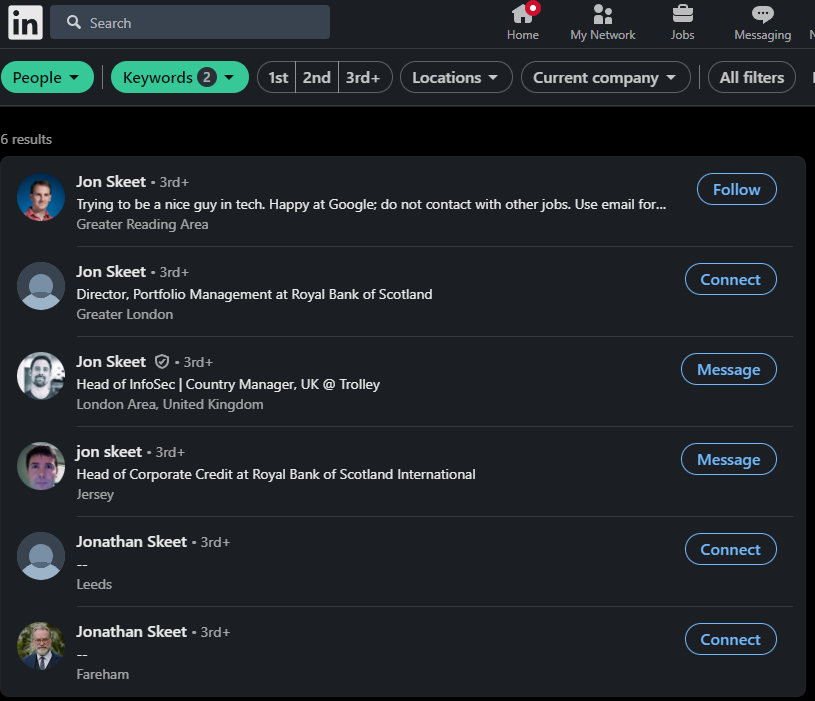 in
Search
Home
My Network
Jobs
Messaging
People
Keywords 2
1st
2nd
3rd+
Locations
Current company
All filters
6 results
Jon Skeet • 3rd+
Follow
Trying to be a nice guy in tech. Happy at Google; do not contact with other jobs. Use email for...
Greater Reading Area
Jon Skeet • 3rd+
Connect
Director, Portfolio Management at Royal Bank of Scotland
Greater London
Jon Skeet • 3rd+
Message
Head of InfoSec | Country Manager, UK @ Trolley
London Area, United Kingdom
jon skeet • 3rd+
Message
Head of Corporate Credit at Royal Bank of Scotland International
Jersey
Jonathan Skeet • 3rd+
Connect
--
Leeds
Jonathan Skeet • 3rd+
Connect
--
Fareham